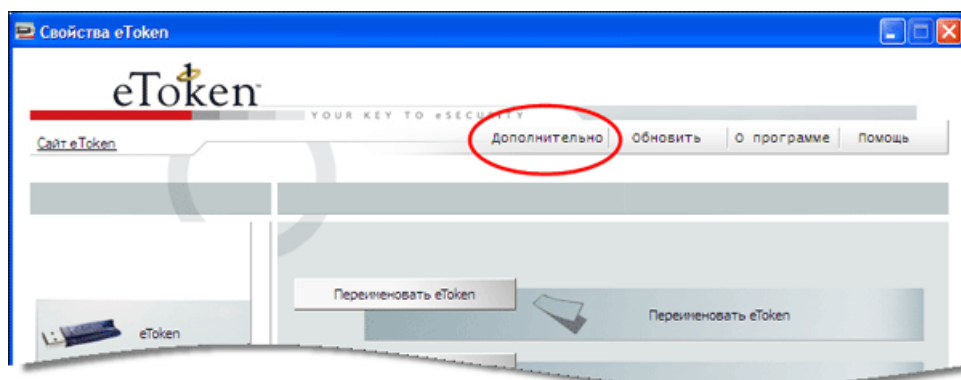 Свойства eToken
eToken
YOUR KEY TO eSECURITY
Сайт eToken
Дополнительно
Обновить
О программе
Помощь
Переименовать eToken
Переименовать eToken
eToken